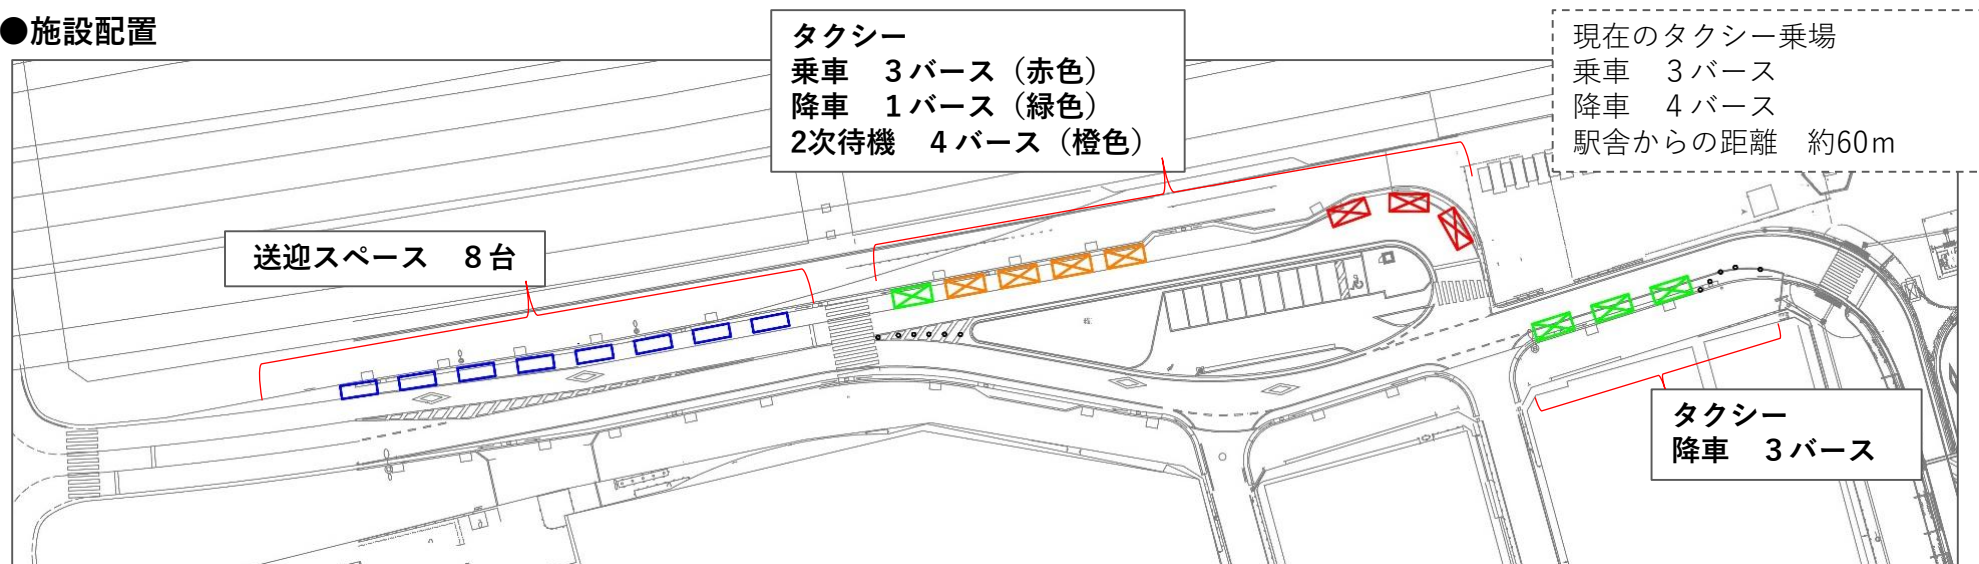 ●施設配置
タクシー
乗車　３バース（赤色）
降車　１バース（緑色）
2次待機　４バース（橙色）
現在のタクシー乗場
乗車　３バース
降車　４バース
駅舎からの距離　約60ｍ
送迎スペース　８台
タクシー
降車　３バース